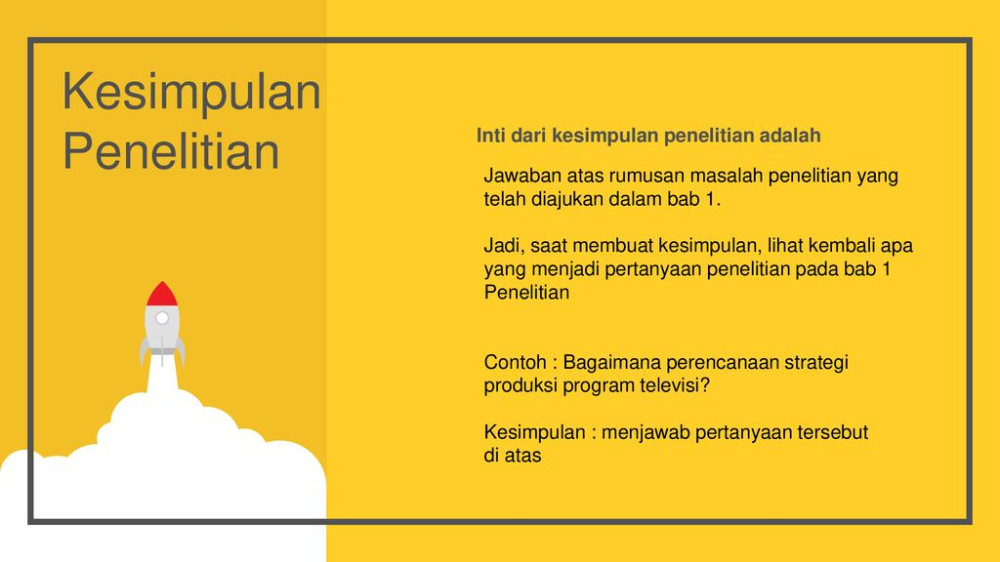 Kesimpulan
Penelitian
Inti dari kesimpulan penelitian adalah
Jawaban atas rumusan masalah penelitian yang
telah diajukan dalam bab 1.
Jadi, saat membuat kesimpulan, lihat kembali apa
yang menjadi pertanyaan penelitian pada bab 1
Penelitian
Contoh : Bagaimana perencanaan strategi
produksi program televisi?
Kesimpulan : menjawab pertanyaan tersebut
di atas